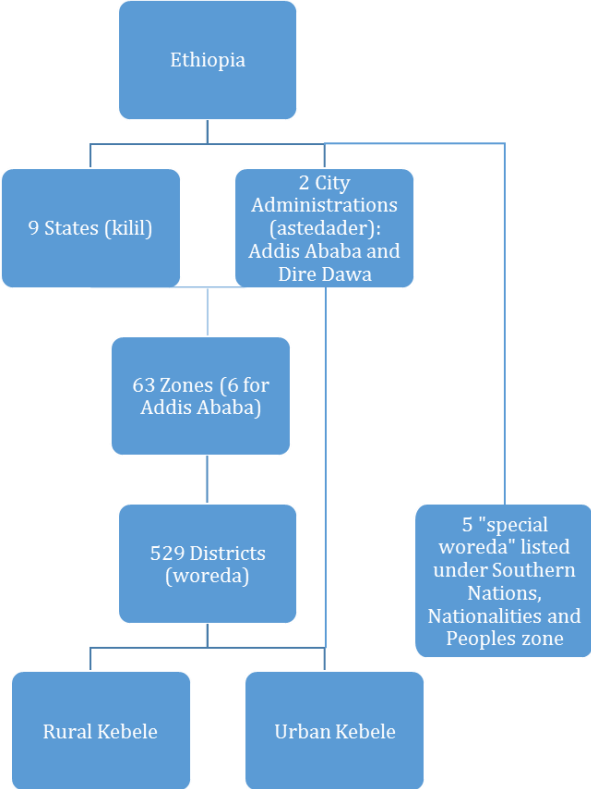 Ethiopia
9 States (kilil)
2 City
Administrations
(astedader):
Addis Ababa and
Dire Dawa
63 Zones (6 for
Addis Ababa)
529 Districts
(woreda)
5 "special
woreda" listed
under Southern
Nations,
Nationalities and
Peoples zone
Rural Kebele
Urban Kebele